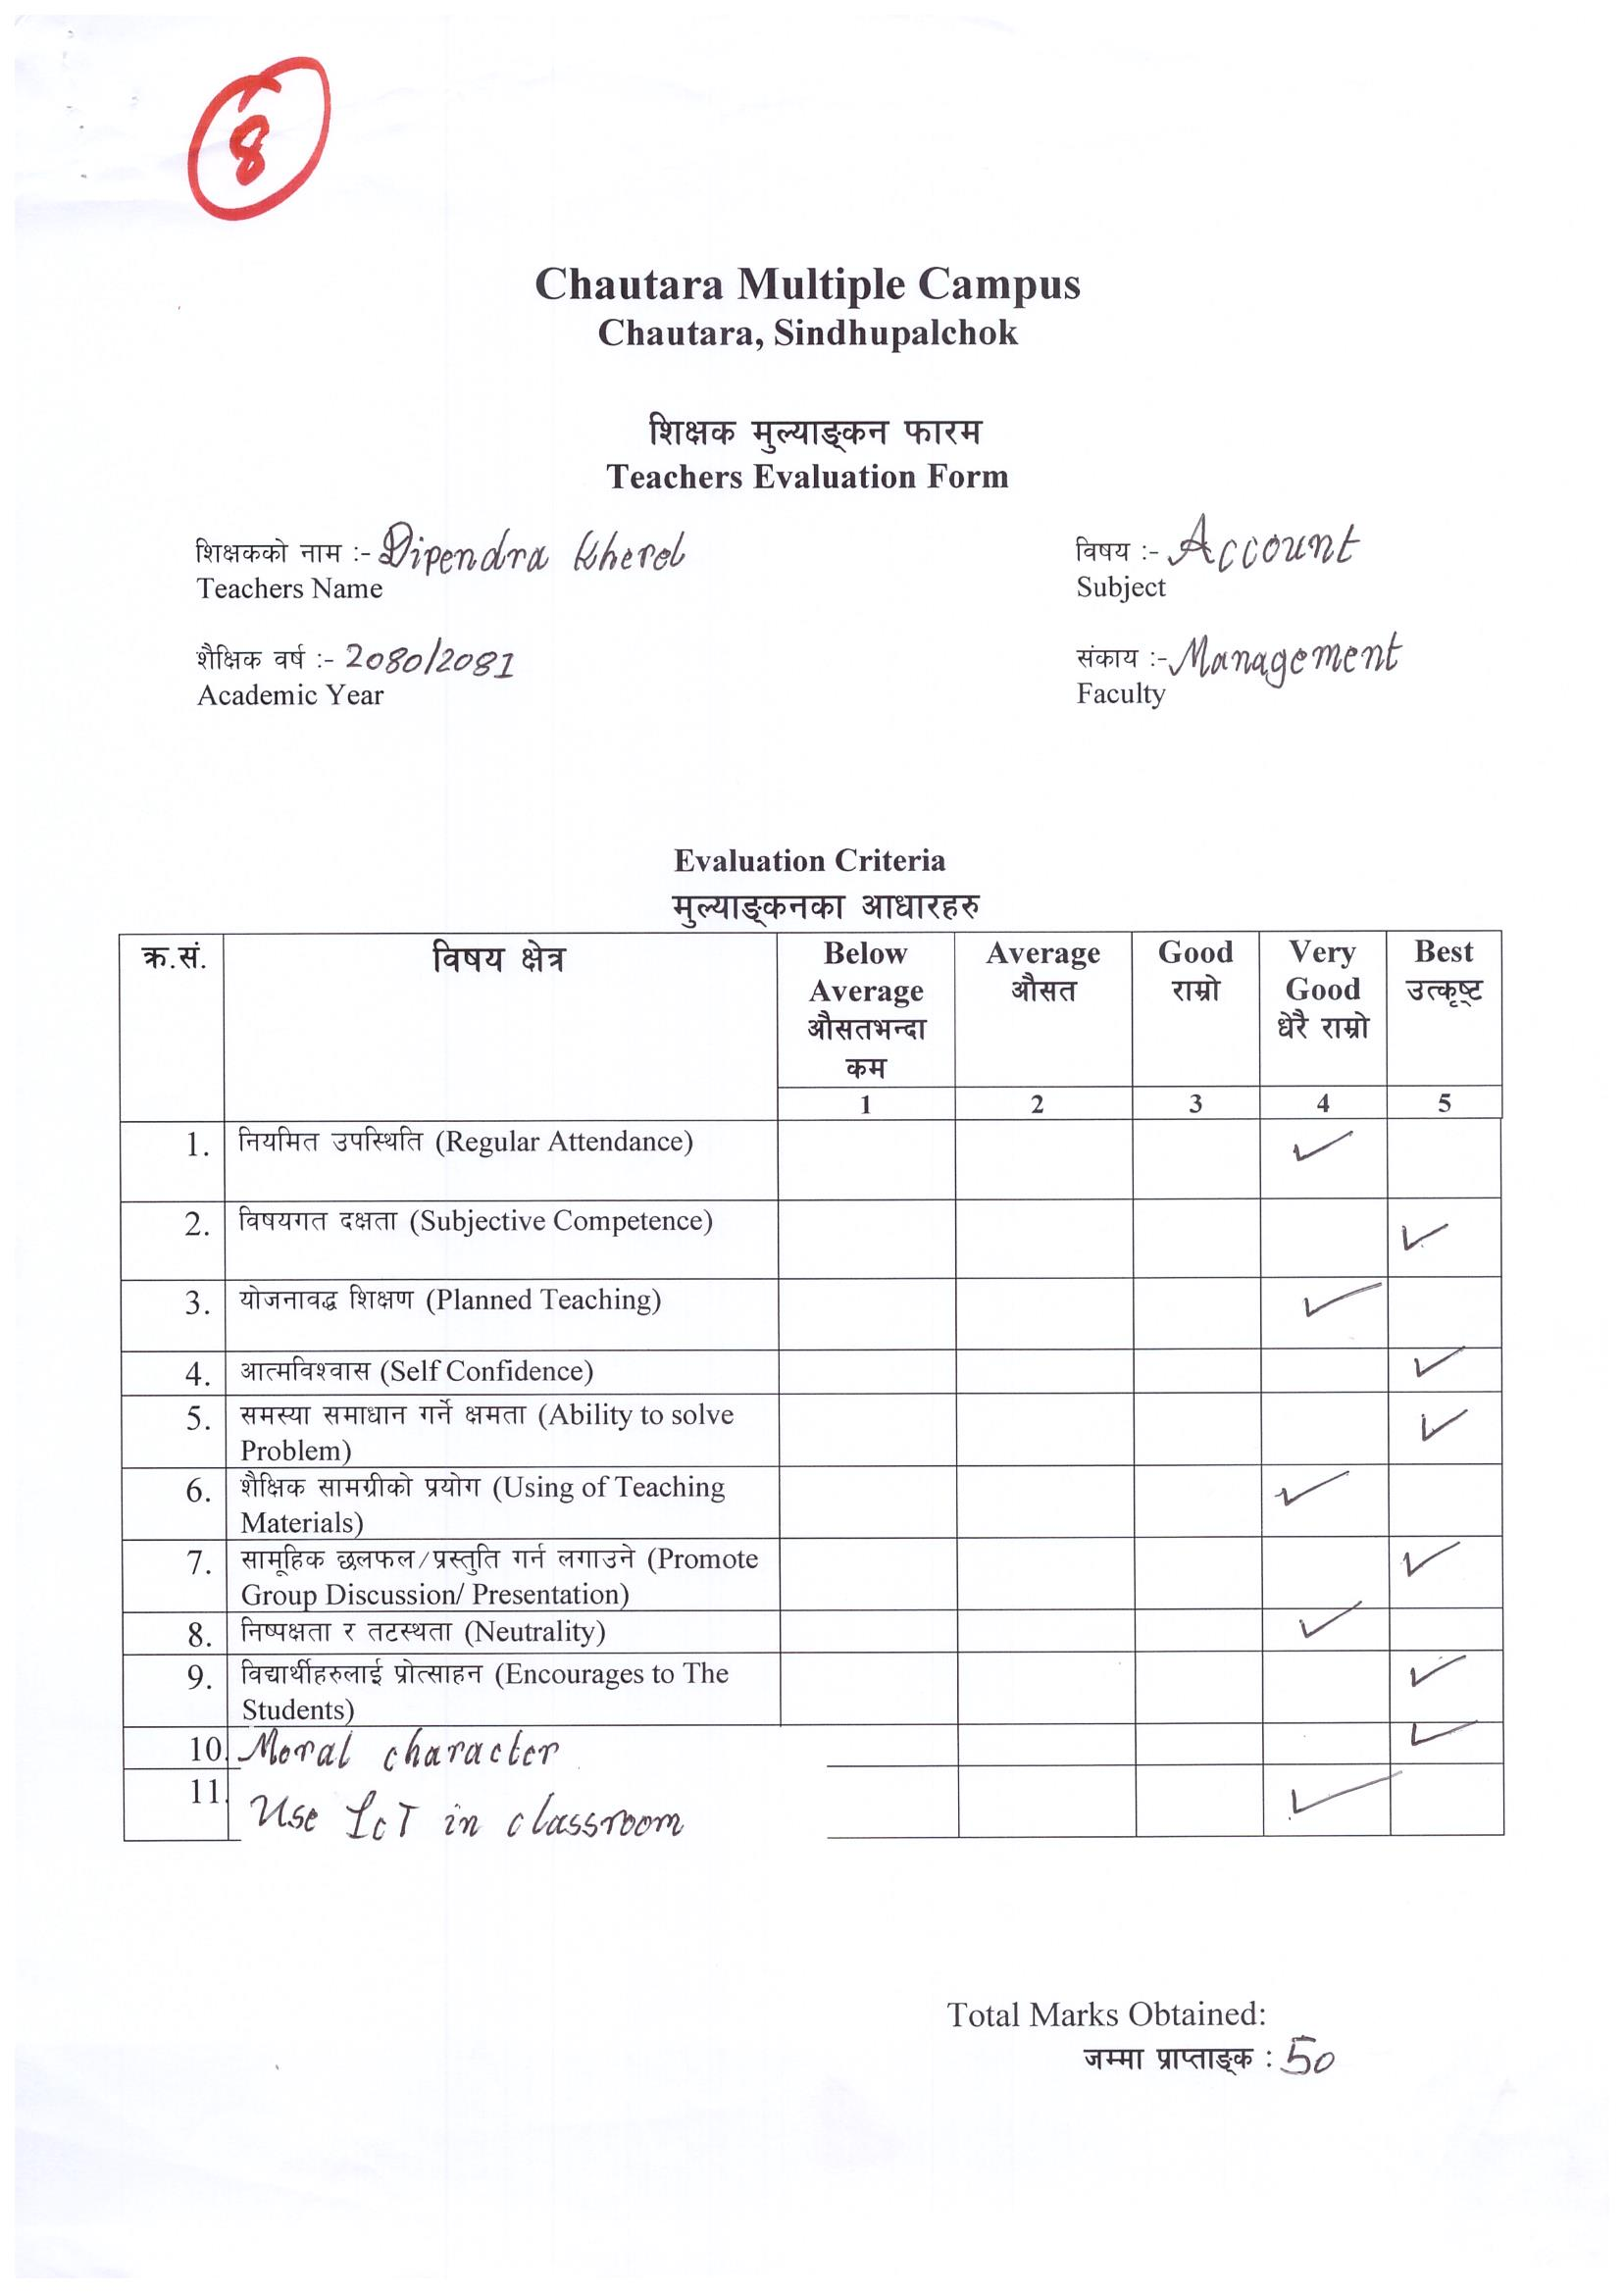 8
Chautara Multiple Campus
Chautara, Sindhupalchok
शिक्षक मुल्याङ्कन फारम
Teachers Evaluation Form
शिक्षकको नाम :- Dipendra Kherel
विषय :- Account
Teachers Name
Subject
शैक्षिक वर्ष :- 2080/2081
संकाय :- Management
Academic Year
Faculty
Evaluation Criteria
मुल्याङ्कनका आधारहरु
क्र.सं. विषय क्षेत्र Below Average औसतभन्दा कम Average औसत Good राम्रो Very Good धेरै राम्रो Best उत्कृष्ट
1 2 3 4 5
1. नियमित उपस्थिति (Regular Attendance) ✓
2. विषयगत दक्षता (Subjective Competence) ✓
3. योजनावद्ध शिक्षण (Planned Teaching) ✓
4. आत्मविश्वास (Self Confidence) ✓
5. समस्या समाधान गर्ने क्षमता (Ability to solve ✓
Problem)
6. शैक्षिक सामग्रीको प्रयोग (Using of Teaching ✓
Materials)
7. सामूहिक छलफल/प्रस्तुति गर्न लगाउने (Promote ✓
Group Discussion/ Presentation)
8. निष्पक्षता र तटस्थता (Neutrality) ✓
9. विद्यार्थीहरुलाई प्रोत्साहन (Encourages to The ✓
Students)
10. Moral character ✓
11. Use IcT in classroom ✓
Total Marks Obtained:
जम्मा प्राप्ताङ्क : 50